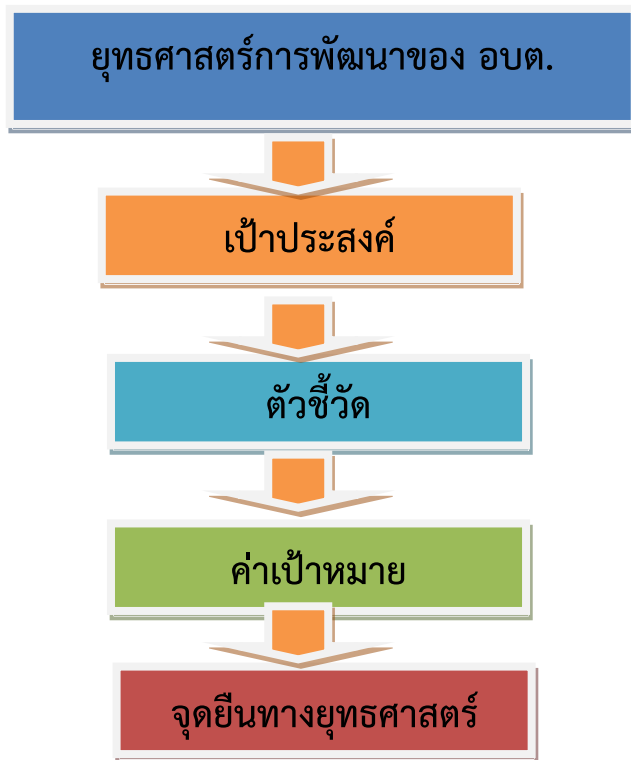 ยุทธศาสตร์การพัฒนาของ อบต.
เป้าประสงค์
ตัวชี้วัด
ค่าเป้าหมาย
จุดยืนทางยุทธศาสตร์